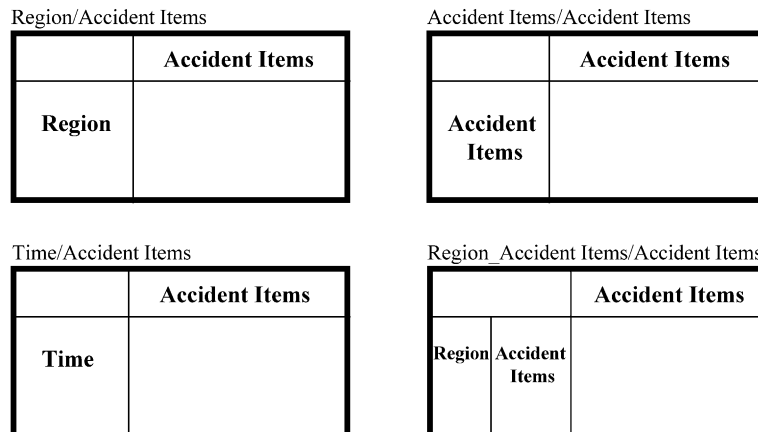 Region/Accident Items
Accident Items
Region
Accident Items/Accident Items
Accident Items
Accident
Items
Time/Accident Items
Accident Items
Time
Region_Accident Items/Accident Items
Accident Items
Region
Accident
Items